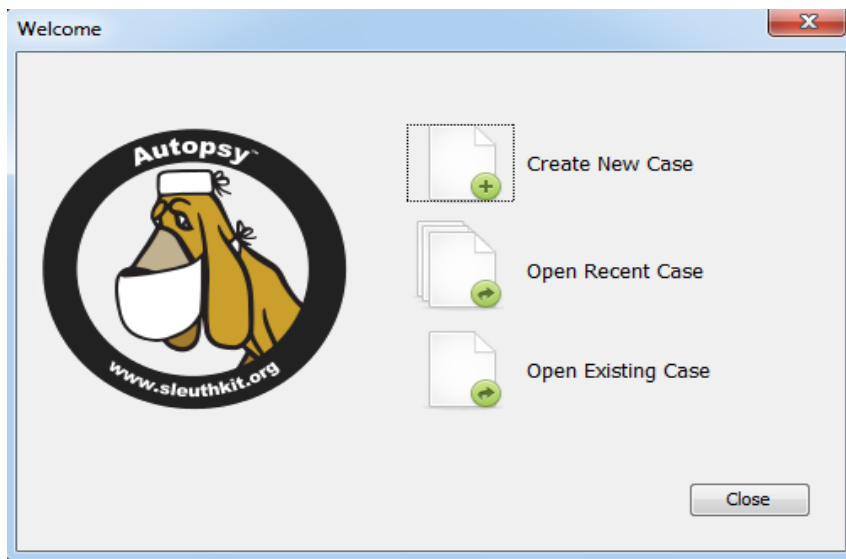 Welcome
Autopsy™
www.sleuthkit.org
Create New Case
Open Recent Case
Open Existing Case
Close